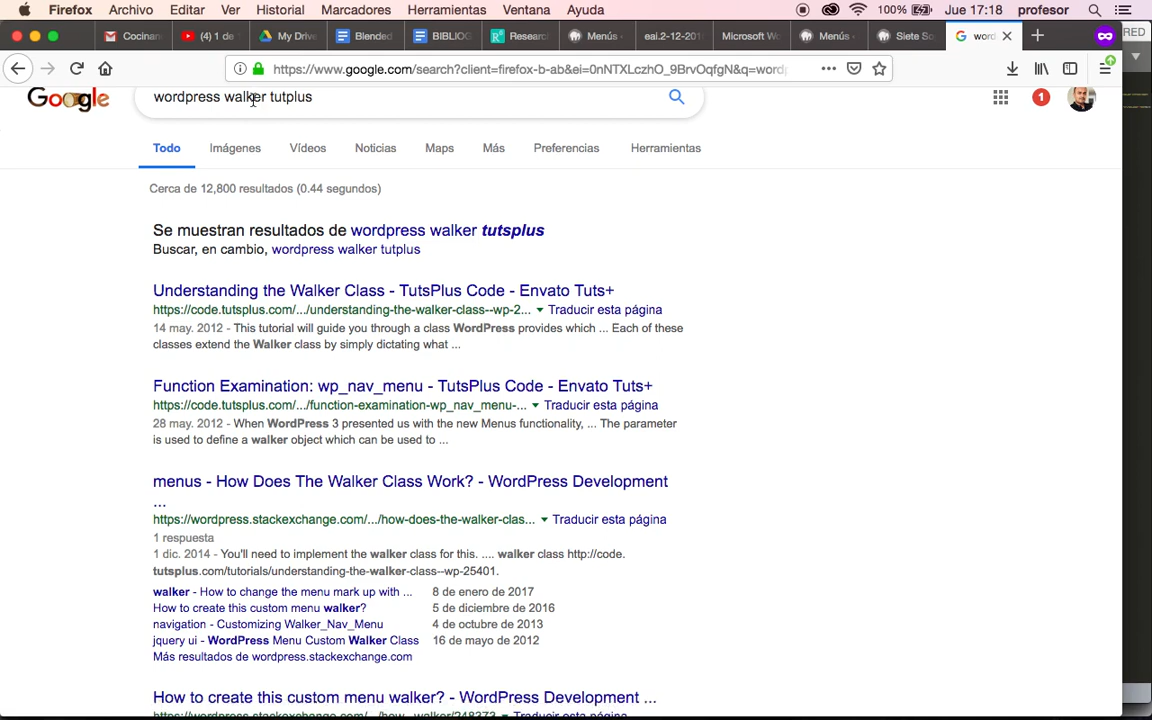 Firefox Archivo Editar Ver Historial Marcadores Herramientas Ventana Ayuda 100% Jue 17:18 profesor
Cocinan (4) 1 de My Drive Blended BIBLIOG Researc Menús eal.2-12-201 Microsoft Wo Menús Siete So word RED
https://www.google.com/search?client=firefox-b-ab&ei=0nNTXLzhO_9BrvOqfgN&q=wordp
Google wordpress walker tutplus 1
Todo Imágenes Vídeos Noticias Maps Más Preferencias Herramientas
Cerca de 12,800 resultados (0.44 segundos)
Se muestran resultados de wordpress walker tutsplus
Buscar, en cambio, wordpress walker tutplus
Understanding the Walker Class - TutsPlus Code - Envato Tuts+
https://code.tutsplus.com/.../understanding-the-walker-class--wp-2... Traducir esta página
14 may. 2012 - This tutorial will guide you through a class WordPress provides which ... Each of these
classes extend the Walker class by simply dictating what ...
Function Examination: wp_nav_menu - TutsPlus Code - Envato Tuts+
https://code.tutsplus.com/.../function-examination-wp_nav_menu-... Traducir esta página
28 may. 2012 - When WordPress 3 presented us with the new Menus functionality, ... The parameter
is used to define a walker object which can be used to ...
menus - How Does The Walker Class Work? - WordPress Development
...
https://wordpress.stackexchange.com/.../how-does-the-walker-clas... Traducir esta página
1 respuesta
1 dic. 2014 - You'll need to implement the walker class for this. .... walker class http://code.
tutsplus.com/tutorials/understanding-the-walker-class--wp-25401.
walker - How to change the menu mark up with ... 8 de enero de 2017
How to create this custom menu walker? 5 de diciembre de 2016
navigation - Customizing Walker_Nav_Menu 4 de octubre de 2013
jquery ui - WordPress Menu Custom Walker Class 16 de mayo de 2012
Más resultados de wordpress.stackexchange.com
How to create this custom menu walker? - WordPress Development ...